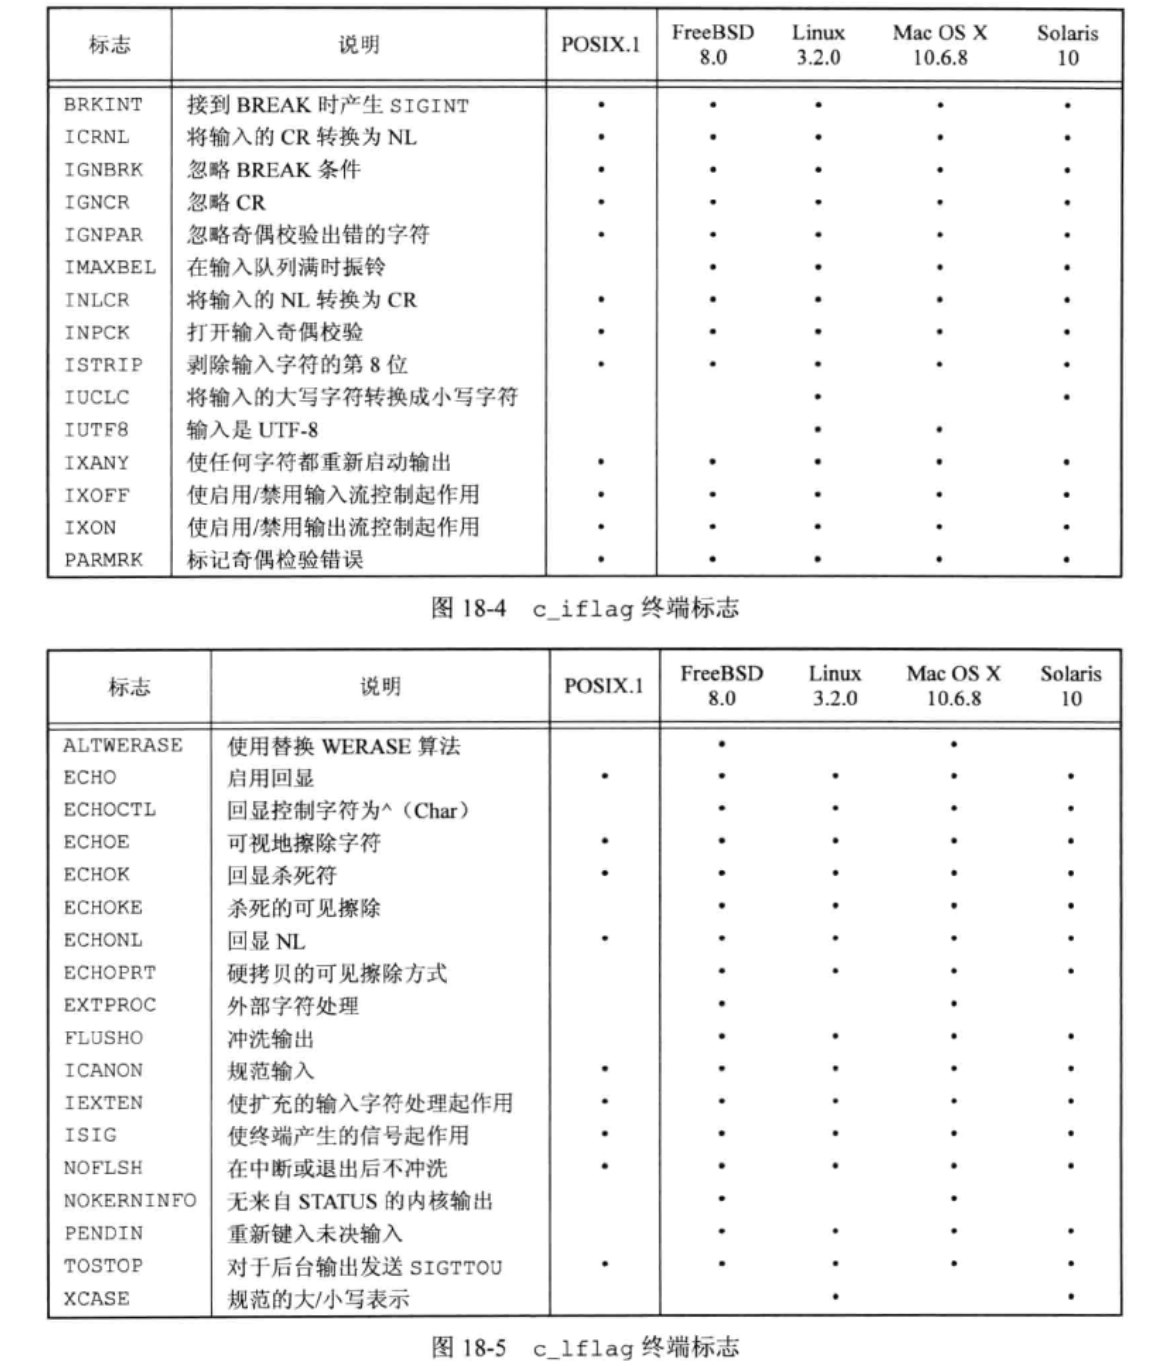 标志 说明 POSIX.1 FreeBSD 8.0 Linux 3.2.0 Mac OS X 10.6.8 Solaris 10
BRKINT 接到 BREAK 时产生 SIGINT • • • • •
ICRNL 将输入的 CR 转换为 NL • • • • •
IGNBRK 忽略 BREAK 条件 • • • • •
IGNCR 忽略 CR • • • • •
IGNPAR 忽略奇偶校验出错的字符 • • • • •
IMAXBEL 在输入队列满时振铃 • • • •
INLCR 将输入的 NL 转换为 CR • • • • •
INPCK 打开输入奇偶校验 • • • • •
ISTRIP 剥除输入字符的第 8 位 • • • • •
IUCLC 将输入的大写字符转换成小写字符 • •
IUTF8 输入是 UTF-8 • •
IXANY 使任何字符都重新启动输出 • • • • •
IXOFF 使启用/禁用输入流控制起作用 • • • • •
IXON 使启用/禁用输出流控制起作用 • • • • •
PARMRK 标记奇偶检验错误 • • • • •
图 18-4 c_iflag 终端标志
标志 说明 POSIX.1 FreeBSD 8.0 Linux 3.2.0 Mac OS X 10.6.8 Solaris 10
ALTWERASE 使用替换 WERASE 算法 • •
ECHO 启用回显 • • • • •
ECHOCTL 回显控制字符为^（Char） • • • •
ECHOE 可视地擦除字符 • • • • •
ECHOK 回显杀死符 • • • • •
ECHOKE 杀死的可见擦除 • • • •
ECHONL 回显 NL • • • • •
ECHOPRT 硬拷贝的可见擦除方式 • • • •
EXTPROC 外部字符处理 • •
FLUSHO 冲洗输出 • • • •
ICANON 规范输入 • • • • •
IEXTEN 使扩充的输入字符处理起作用 • • • • •
ISIG 使终端产生的信号起作用 • • • • •
NOFLSH 在中断或退出后不冲洗 • • • • •
NOKERNINFO 无来自 STATUS 的内核输出 • •
PENDIN 重新键入未决输入 • • • •
TOSTOP 对于后台输出发送 SIGTTOU • • • • •
XCASE 规范的大/小写表示 • •
图 18-5 c_lflag 终端标志